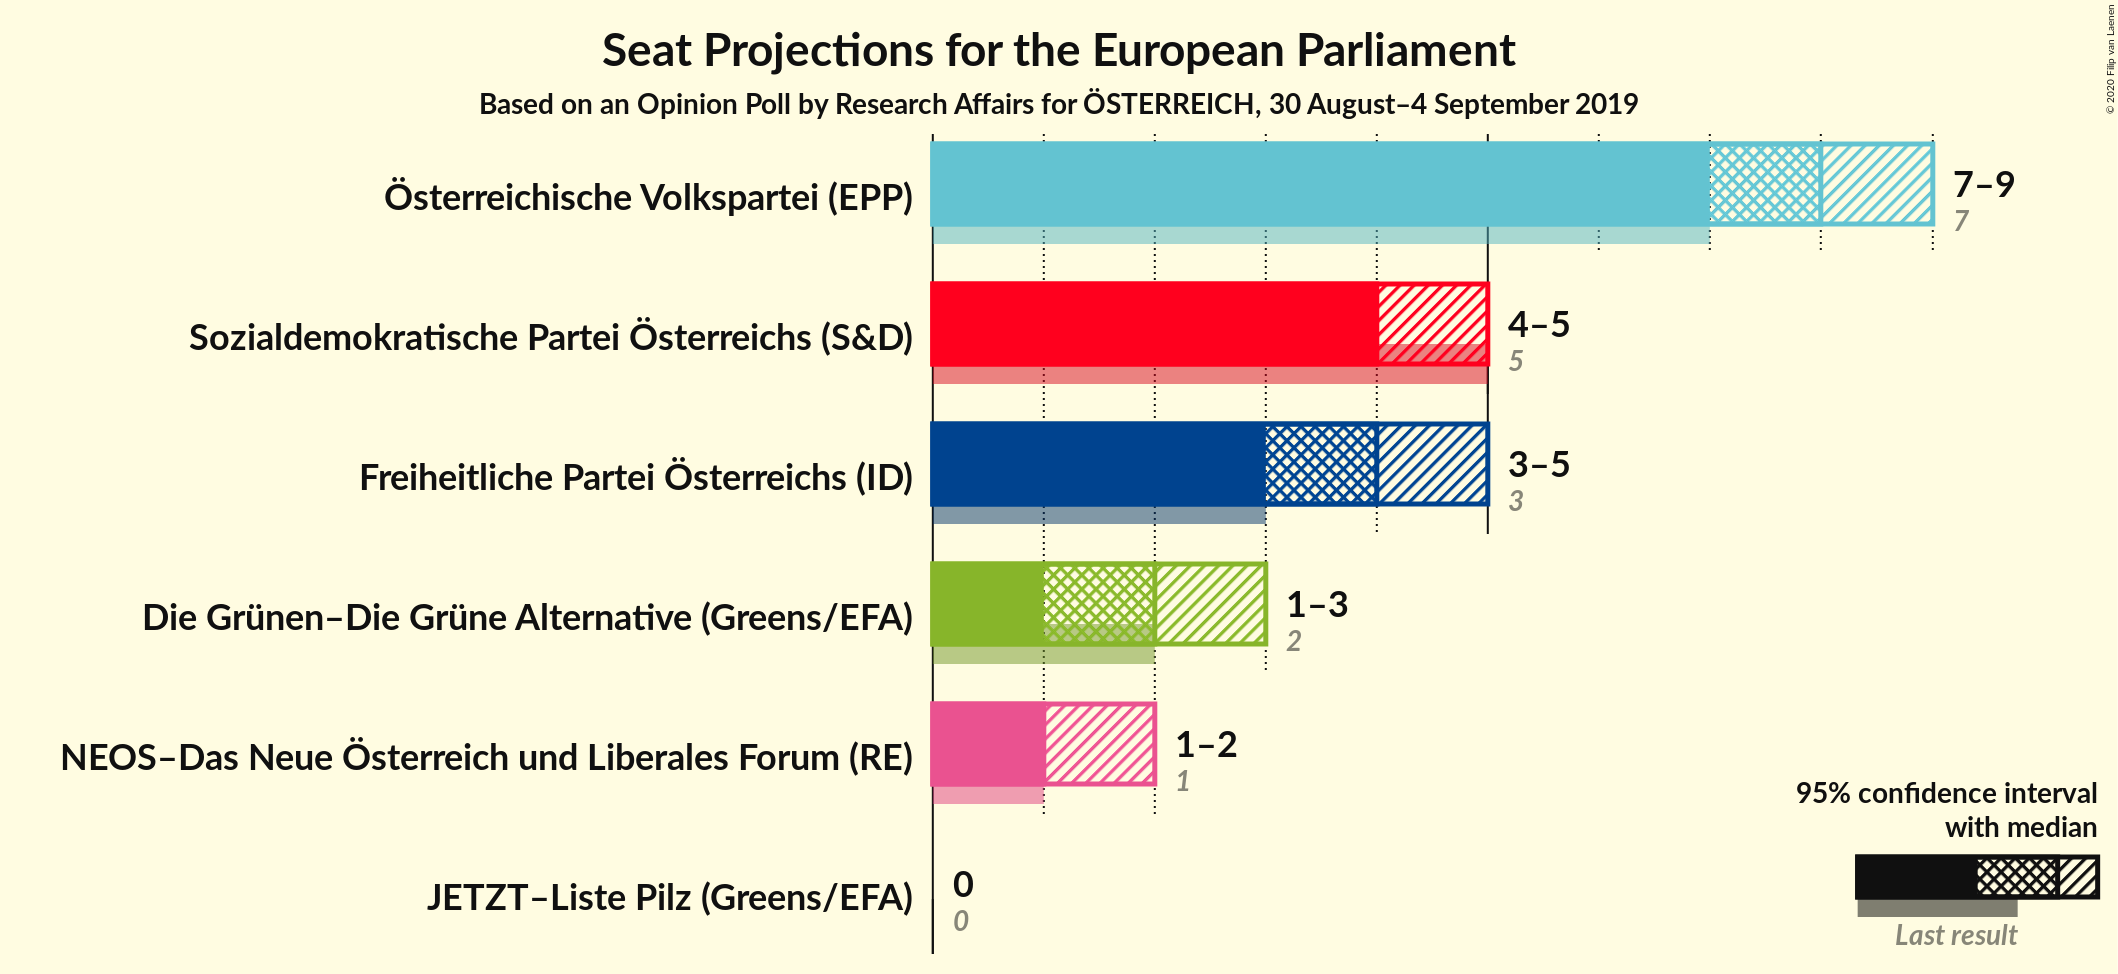 Seat Projections for the European Parliament
Based on an Opinion Poll by Research Affairs for ÖSTERREICH, 30 August–4 September 2019
© 2020 Filip van Laenen
Österreichische Volkspartei (EPP)
7–9
7
Sozialdemokratische Partei Österreichs (S&D)
4–5
5
Freiheitliche Partei Österreichs (ID)
3–5
3
Die Grünen–Die Grüne Alternative (Greens/EFA)
1–3
2
NEOS–Das Neue Österreich und Liberales Forum (RE)
1–2
1
JETZT–Liste Pilz (Greens/EFA)
0
0
95% confidence interval
with median
Last result